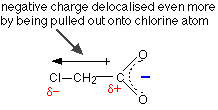 negative charge delocalised even more
by being pulled out onto chlorine atom
O
Cl-CH₂-C
δ- δ+ −
O